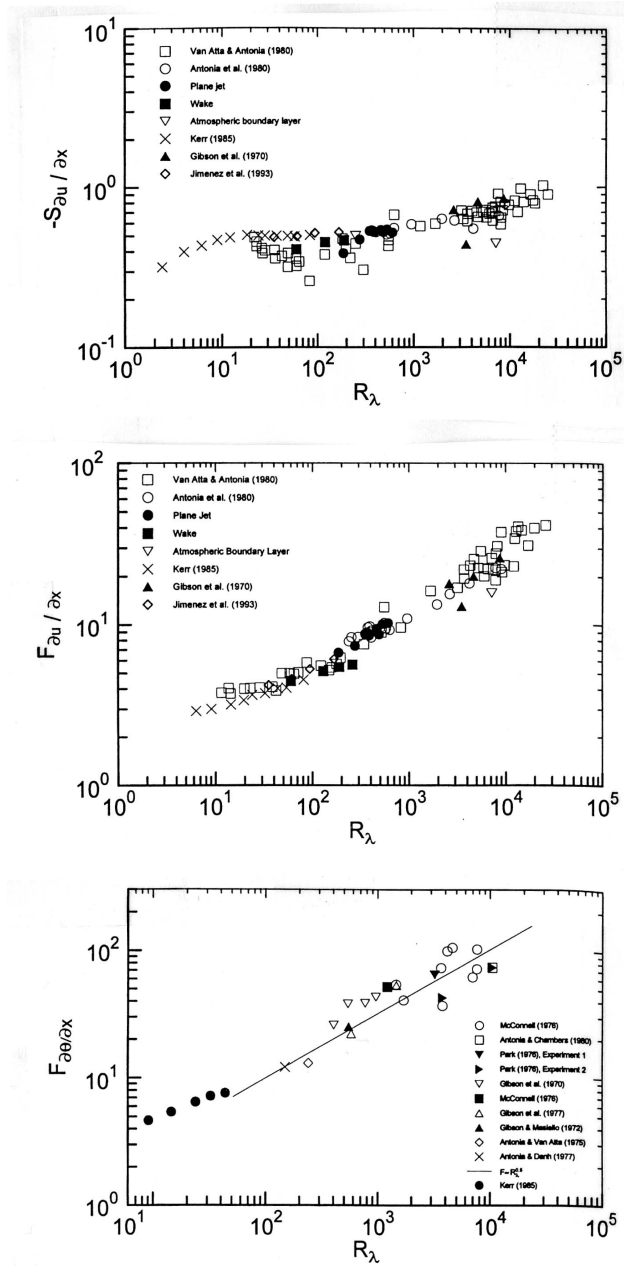 10¹
Van Atta & Antonia (1980)
Antonia et al. (1980)
Plane jet
Wake
Atmospheric boundary layer
Kerr (1985)
Gibson et al. (1970)
Jimenez et al. (1993)
-S∂u / ∂x
10⁰
10⁻¹
10⁰ 10¹ 10² 10³ 10⁴ 10⁵
Rλ
10²
Van Atta & Antonia (1980)
Antonia et al. (1980)
Plane Jet
Wake
Atmospheric Boundary Layer
Kerr (1985)
Gibson et al. (1970)
Jimenez et al. (1993)
F∂u / ∂x
10¹
10⁰
10⁰ 10¹ 10² 10³ 10⁴ 10⁵
Rλ
10²
F∂θ/∂x
10¹
10⁰
McConnell (1976)
Antonia & Chambers (1980)
Park (1976), Experiment 1
Park (1976), Experiment 2
Gibson et al. (1970)
McConnell (1976)
Gibson et al. (1977)
Gibson & Masiello (1972)
Antonia & Van Atta (1975)
Antonia & Danh (1977)
Kerr (1985)
10¹ 10² 10³ 10⁴ 10⁵
Rλ